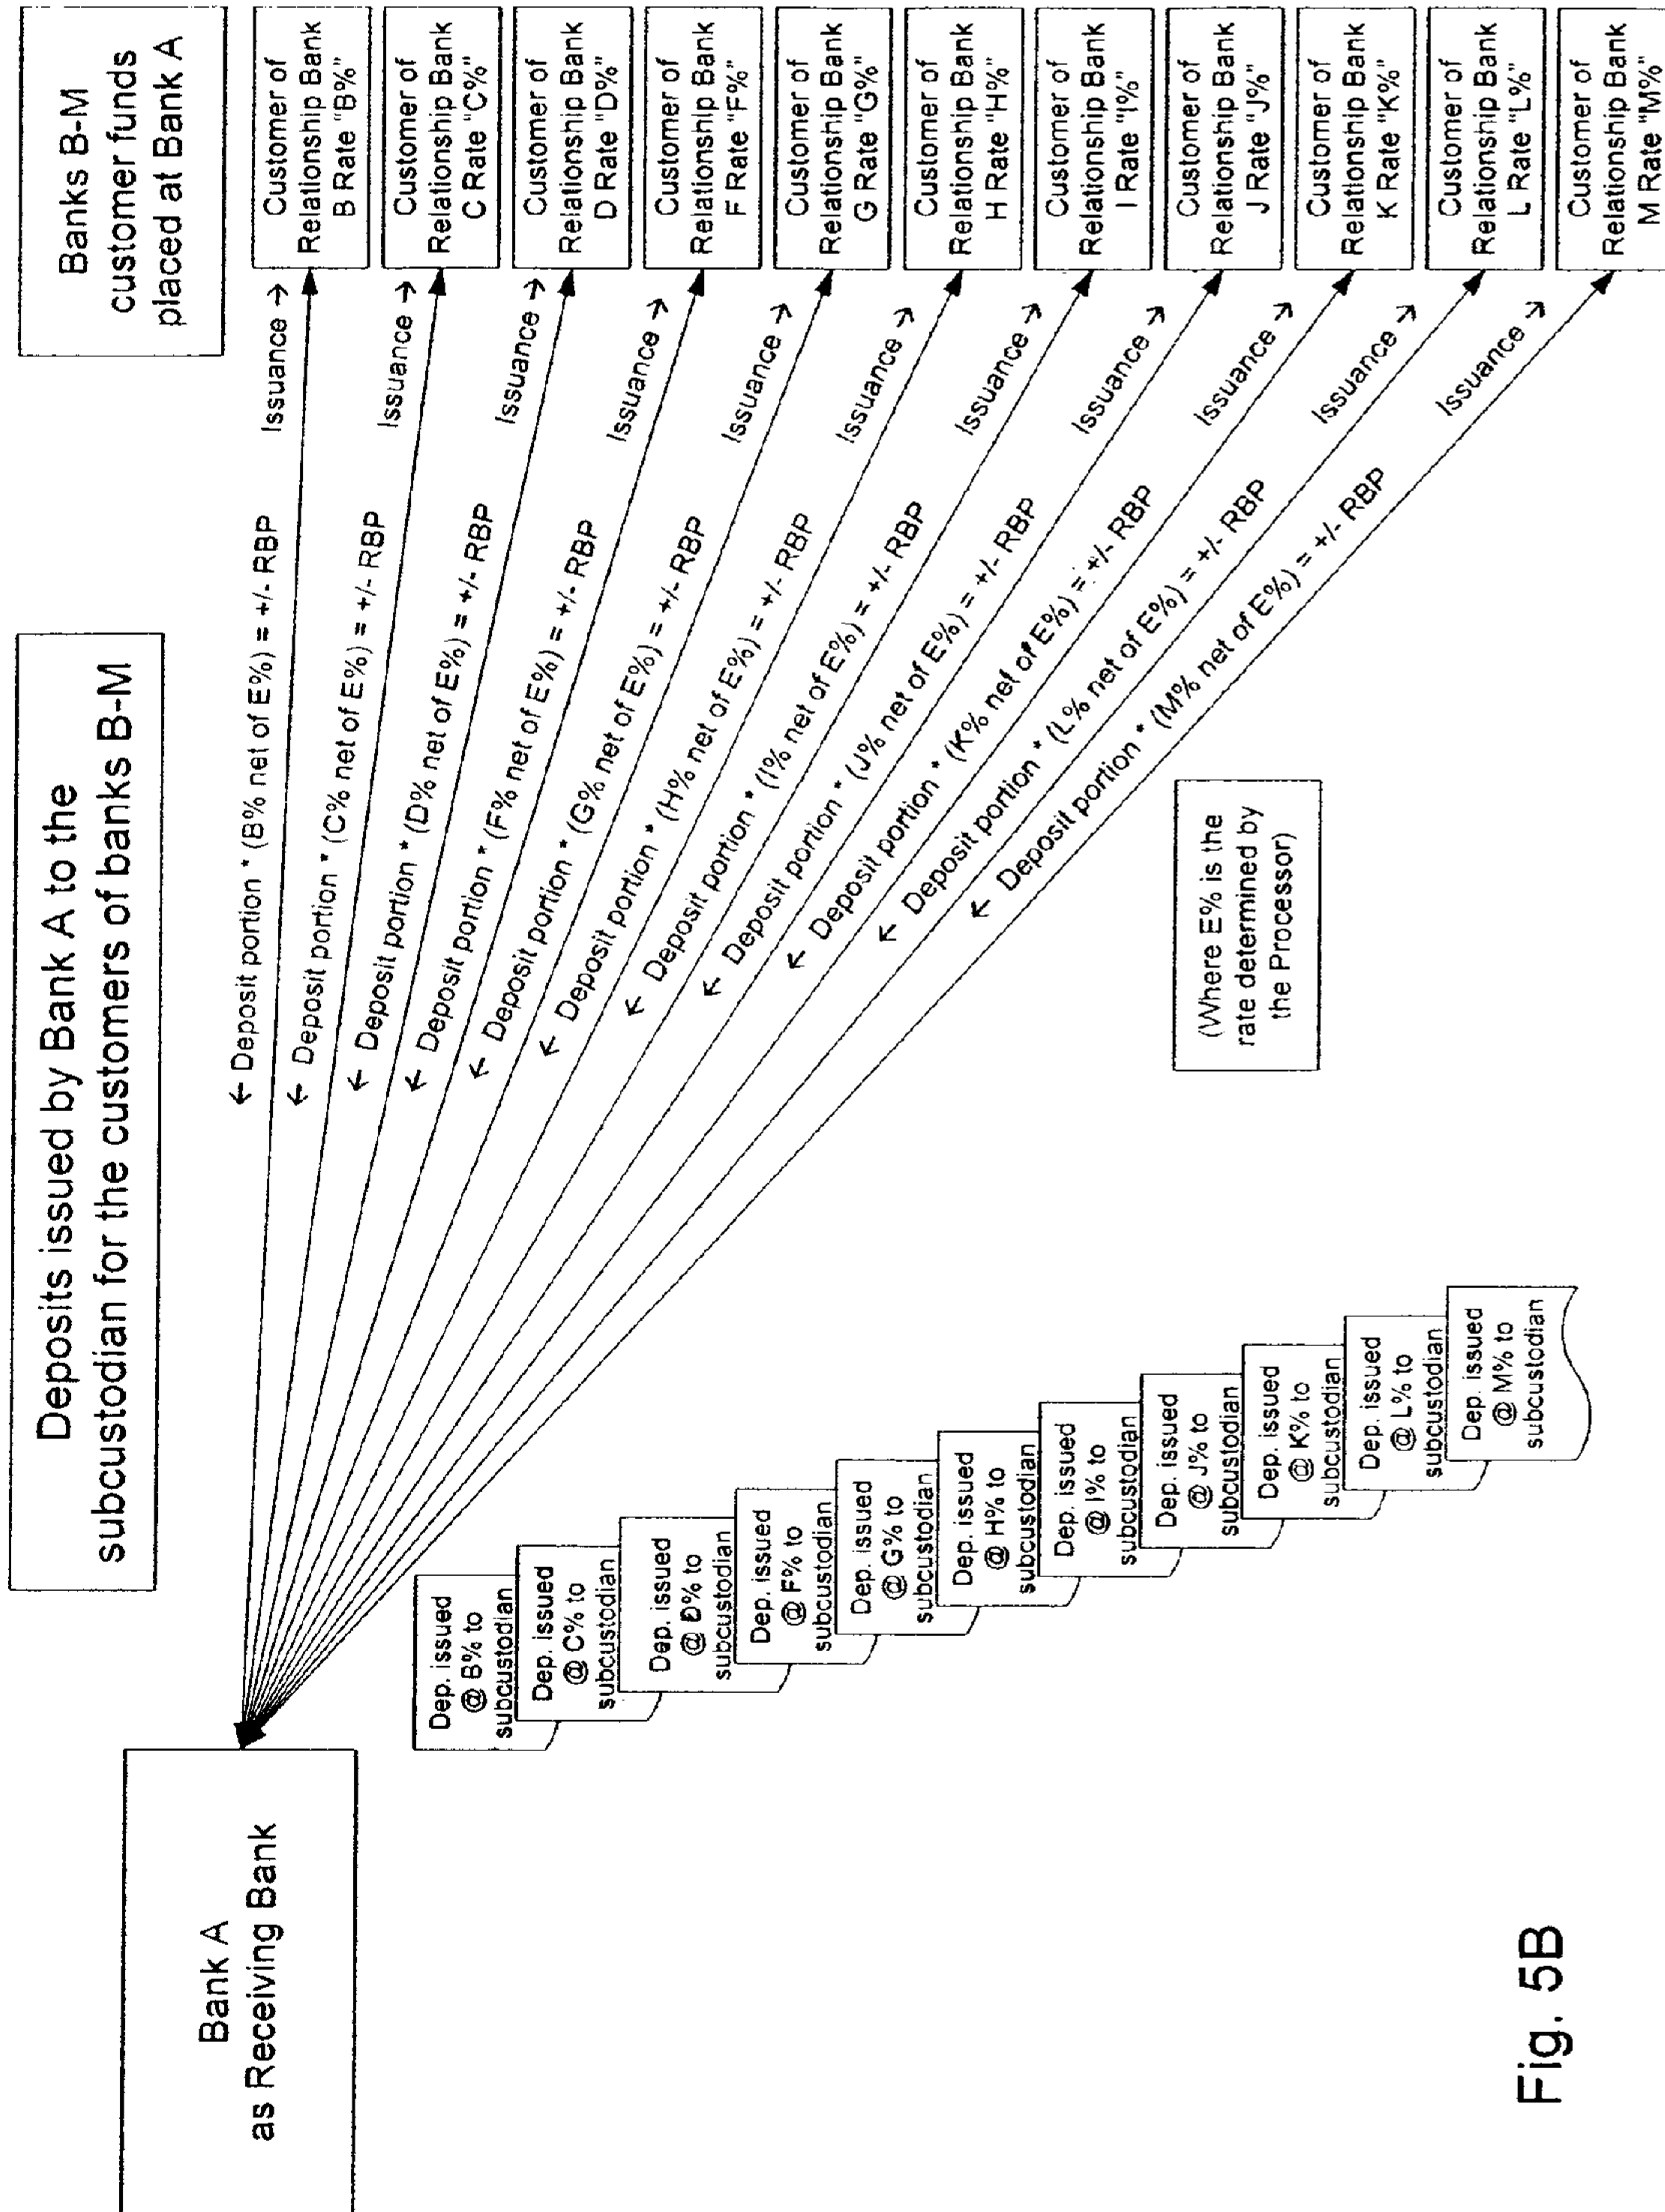 Deposits issued by Bank A to the
subcustodian for the customers of banks B-M
Banks B-M
customer funds
placed at Bank A
Bank A
as Receiving Bank
← Deposit portion * (B% net of E%) = +/- RBP
Issuance →
Customer of
Relationship Bank
B Rate "B%"
← Deposit portion * (C% net of E%) = +/- RBP
Issuance →
Customer of
Relationship Bank
C Rate "C%"
← Deposit portion * (D% net of E%) = +/- RBP
Issuance →
Customer of
Relationship Bank
D Rate "D%"
← Deposit portion * (F% net of E%) = +/- RBP
Issuance →
Customer of
Relationship Bank
F Rate "F%"
← Deposit portion * (G% net of E%) = +/- RBP
Issuance →
Customer of
Relationship Bank
G Rate "G%"
← Deposit portion * (H% net of E%) = +/- RBP
Issuance →
Customer of
Relationship Bank
H Rate "H%"
← Deposit portion * (I% net of E%) = +/- RBP
Issuance →
Customer of
Relationship Bank
I Rate "I%"
← Deposit portion * (J% net of E%) = +/- RBP
Issuance →
Customer of
Relationship Bank
J Rate "J%"
← Deposit portion * (K% net of E%) = +/- RBP
Issuance →
Customer of
Relationship Bank
K Rate "K%"
← Deposit portion * (L% net of E%) = +/- RBP
Issuance →
Customer of
Relationship Bank
L Rate "L%"
← Deposit portion * (M% net of E%) = +/- RBP
Issuance →
Customer of
Relationship Bank
M Rate "M%"
Dep. issued
@ B% to
subcustodian
Dep. issued
@ C% to
subcustodian
Dep. issued
@ D% to
subcustodian
Dep. issued
@ F% to
subcustodian
Dep. issued
@ G% to
subcustodian
Dep. issued
@ H% to
subcustodian
Dep. issued
@ I% to
subcustodian
Dep. issued
@ J% to
subcustodian
Dep. issued
@ K% to
subcustodian
Dep. issued
@ L% to
subcustodian
Dep. issued
@ M% to
subcustodian
(Where E% is the
rate determined by
the Processor)
Fig. 5B